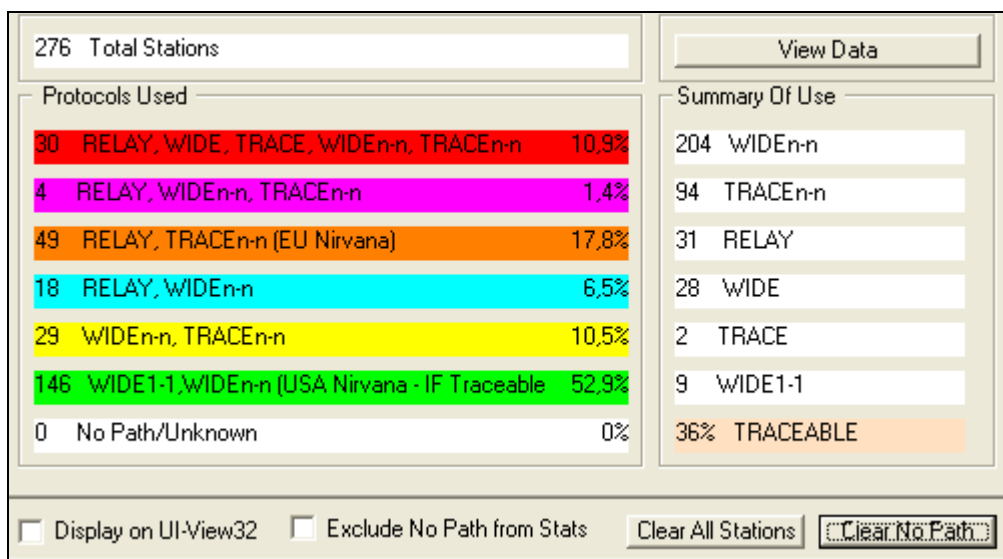 276 Total Stations
View Data
Protocols Used
30 RELAY, WIDE, TRACE, WIDEn-n, TRACEn-n 10,9%
4 RELAY, WIDEn-n, TRACEn-n 1,4%
49 RELAY, TRACEn-n (EU Nirvana) 17,8%
18 RELAY, WIDEn-n 6,5%
29 WIDEn-n, TRACEn-n 10,5%
146 WIDE1-1,WIDEn-n (USA Nirvana - IF Traceable 52,9%
0 No Path/Unknown 0%
Summary Of Use
204 WIDEn-n
94 TRACEn-n
31 RELAY
28 WIDE
2 TRACE
9 WIDE1-1
36% TRACEABLE
Display on UI-View32
Exclude No Path from Stats
Clear All Stations
Clear No Path